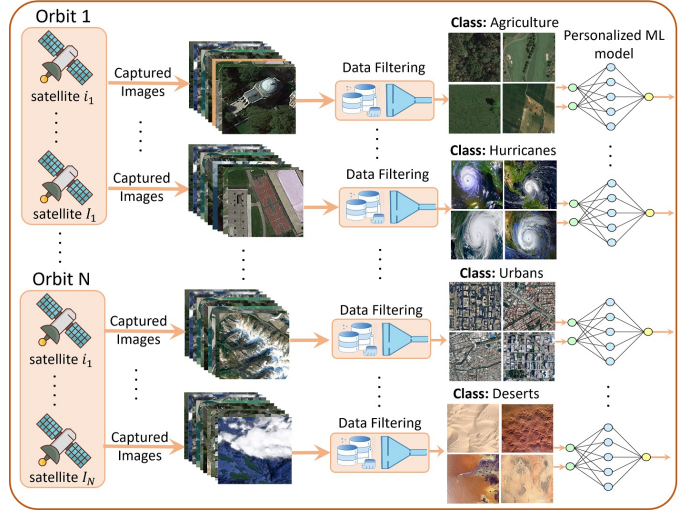 Orbit 1
satellite i₁
Captured
Images
Data Filtering
Class: Agriculture
Personalized ML
model
satellite I₁
Captured
Images
Data Filtering
Class: Hurricanes
Orbit N
satellite i₁
Captured
Images
Data Filtering
Class: Urbans
satellite I_N
Captured
Images
Data Filtering
Class: Deserts